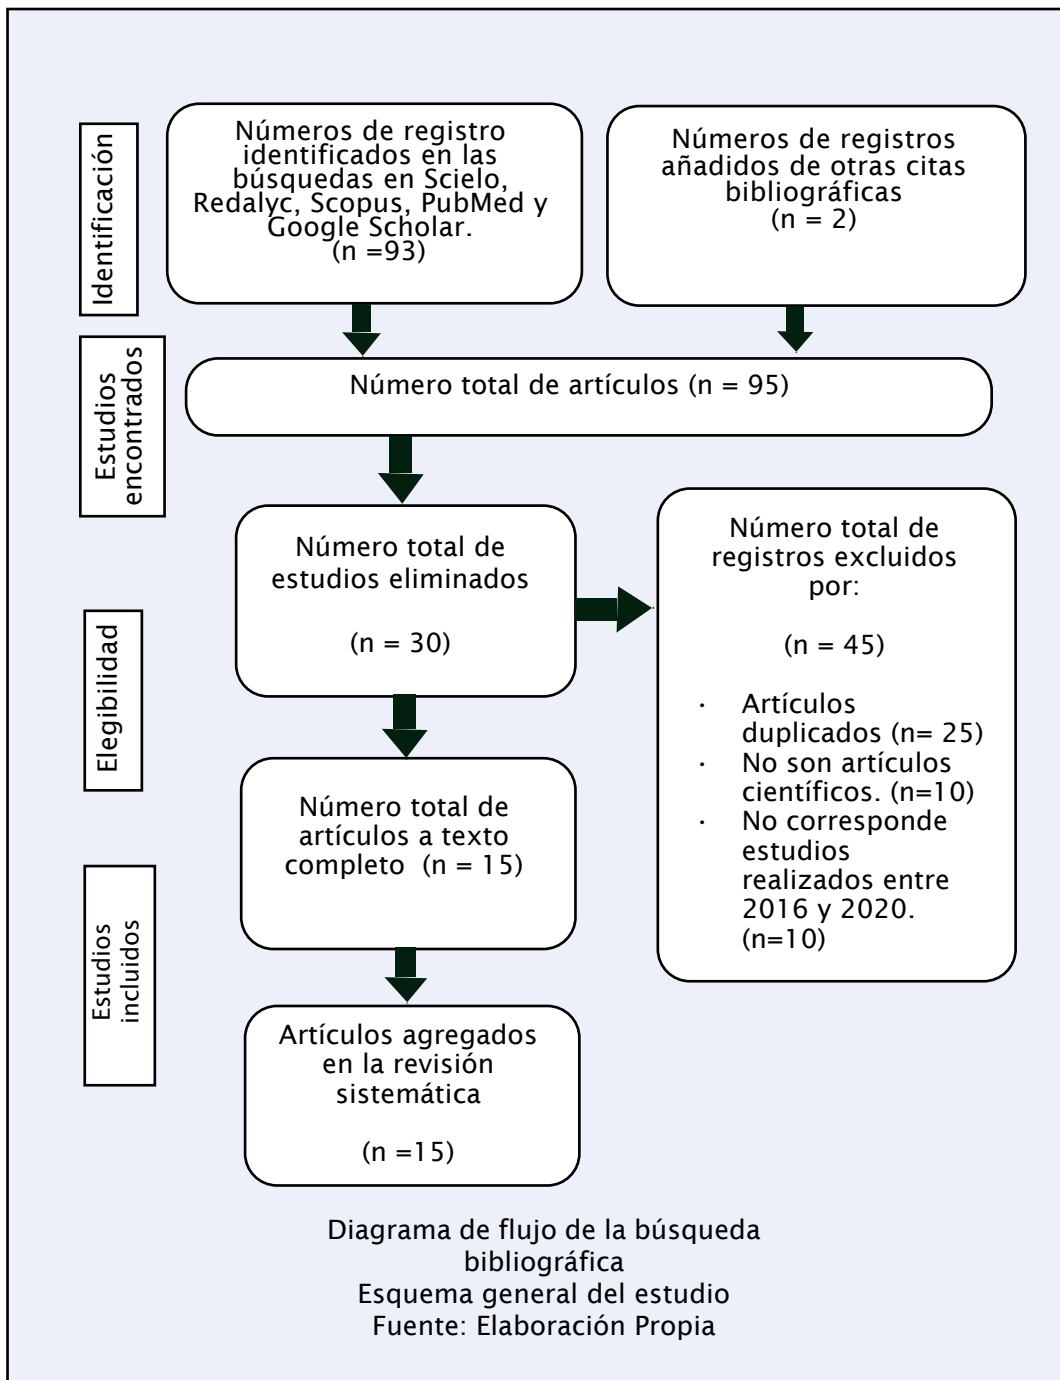 Identificación
Números de registro
identificados en las
búsquedas en Scielo,
Redalyc, Scopus, PubMed y
Google Scholar.
(n =93)
Números de registros
añadidos de otras citas
bibliográficas
(n = 2)
Estudios
encontrados
Número total de artículos (n = 95)
Elegibilidad
Número total de
estudios eliminados
(n = 30)
Número total de
registros excluidos
por:
(n = 45)
· Artículos
duplicados (n= 25)
· No son artículos
científicos. (n=10)
· No corresponde
estudios
realizados entre
2016 y 2020.
(n=10)
Número total de
artículos a texto
completo (n = 15)
Estudios
incluidos
Artículos agregados
en la revisión
sistemática
(n =15)
Diagrama de flujo de la búsqueda
bibliográfica
Esquema general del estudio
Fuente: Elaboración Propia